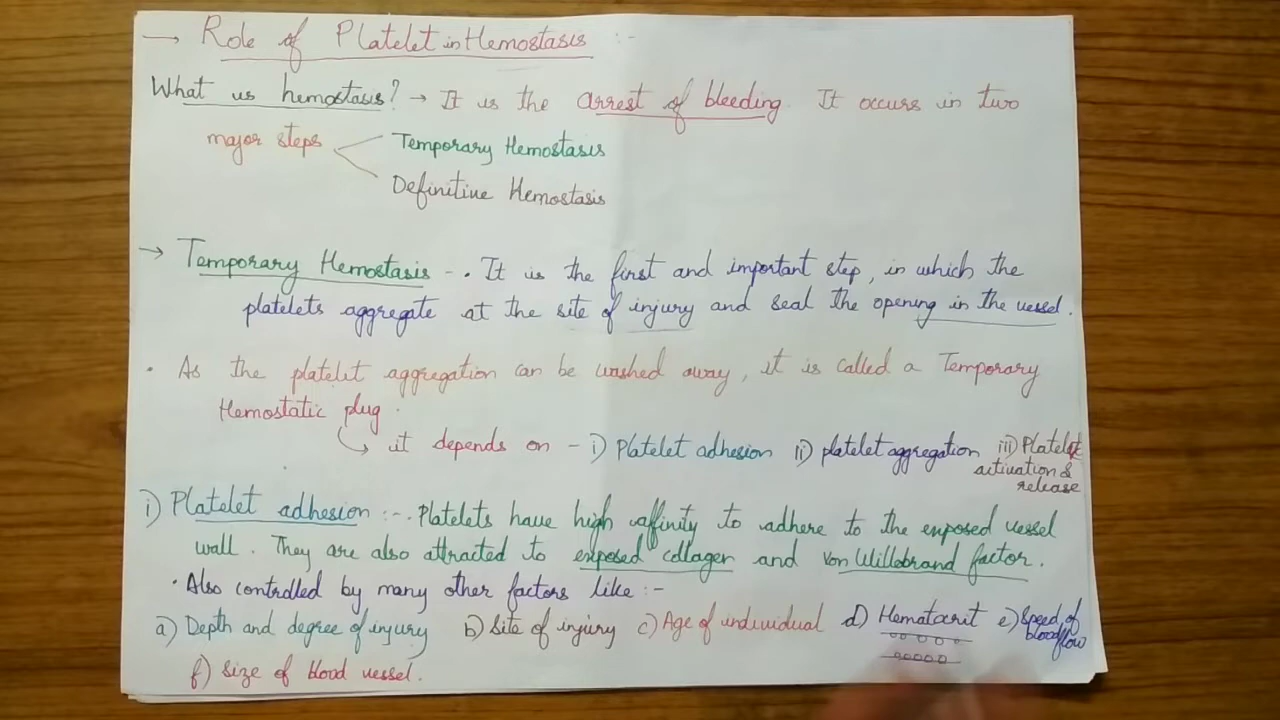 → Role of Platelet in Hemostasis :-
What us hemostasis? → It is the arrest of bleeding. It occurs in two
major steps
Temporary Hemostasis
Definitive Hemostasis
→ Temporary Hemostasis - • It is the first and important step, in which the
platelets aggregate at the site of injury and seal the opening in the vessel.
• As the platelet aggregation can be washed away, it is called a Temporary
Hemostatic plug.
↳ it depends on - i) Platelet adhesion ii) platelet aggregation iii) Platelet
activation &
release
i) Platelet adhesion :- • Platelets have high affinity to adhere to the exposed vessel
wall. They are also attracted to exposed collagen and von Willebrand factor.
• Also controlled by many other factors like :-
a) Depth and degree of injury b) Site of injury c) Age of individual d) Hematocrit e) Speed of
blood flow
f) Size of blood vessel.